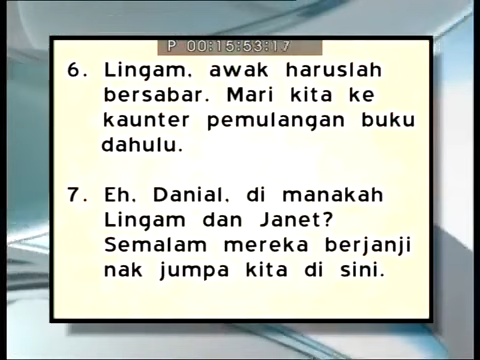 P 00:15:53:17
6. Lingam, awak haruslah
bersabar. Mari kita ke
kaunter pemulangan buku
dahulu.
7. Eh, Danial, di manakah
Lingam dan Janet?
Semalam mereka berjanji
nak jumpa kita di sini.